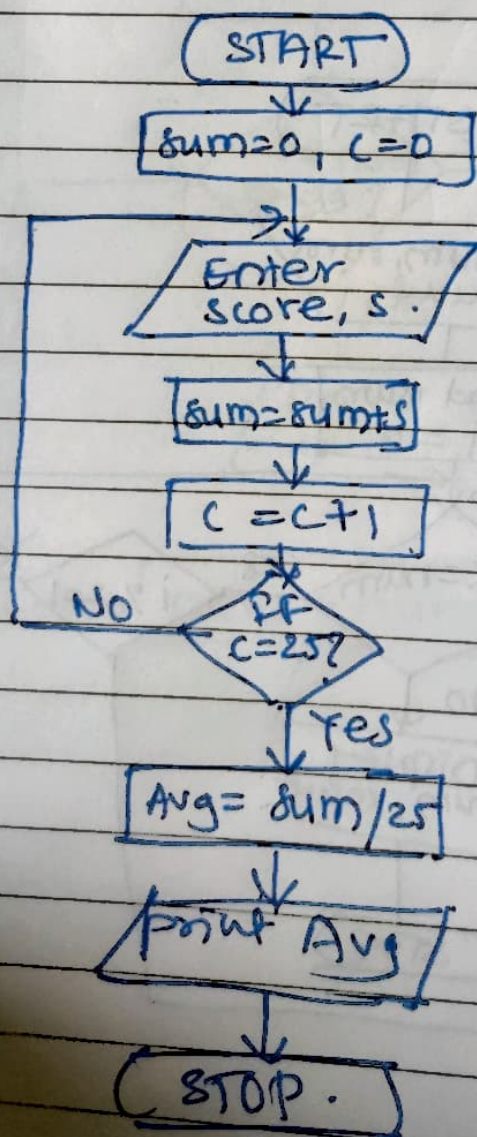 START
sum=0, c=0
Enter
score, s.
sum=sum+s
c=c+1
NO
If
c=25?
Yes
Avg= sum/25
print Avg
STOP.